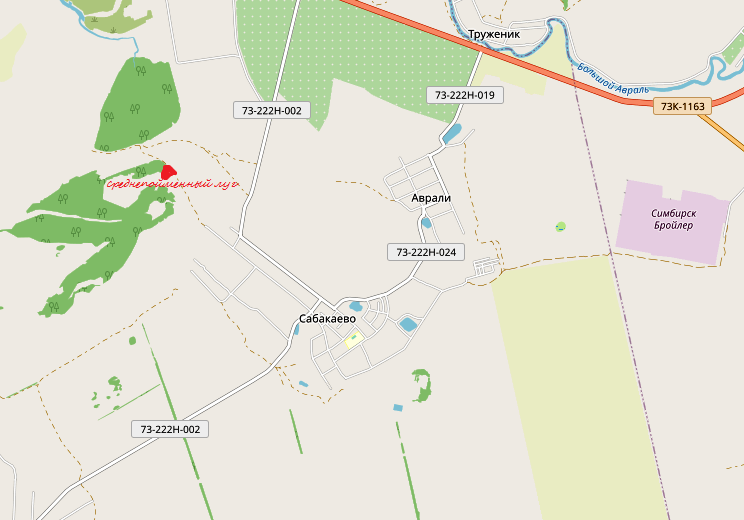 Труженик
Большой Авраль
73-222Н-019
73-222Н-002
73К-1163
Среднепойменный луг
Аврали
Симбирск
Бройлер
73-222Н-024
Сабакаево
73-222Н-002